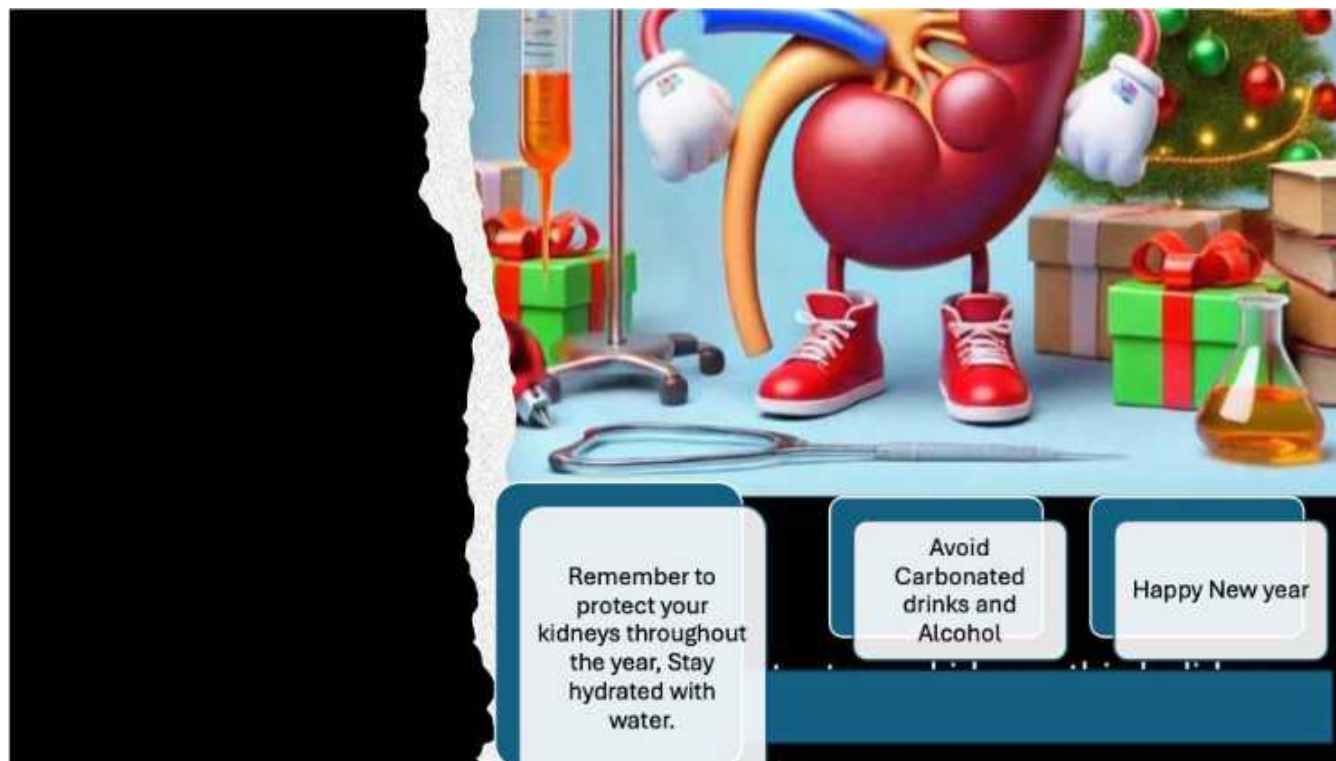 Remember to
protect your
kidneys throughout
the year, Stay
hydrated with
water.
Avoid
Carbonated
drinks and
Alcohol
Happy New year